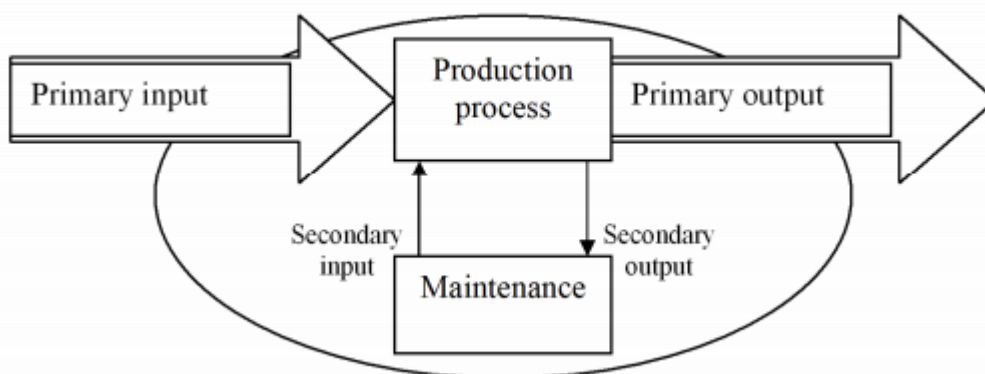 Primary input
Production
process
Primary output
Secondary
input
Secondary
output
Maintenance